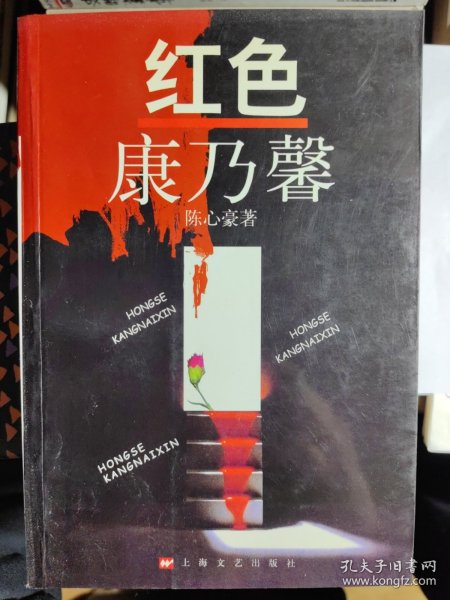 红色
康乃馨
陈心豪著
HONGSE
KANGNAIXIN
HONGSE
KANGNAIXIN
HONGSE
KANGNAIXIN
上海文艺出版社
孔夫子旧书网
www.kongfz.com